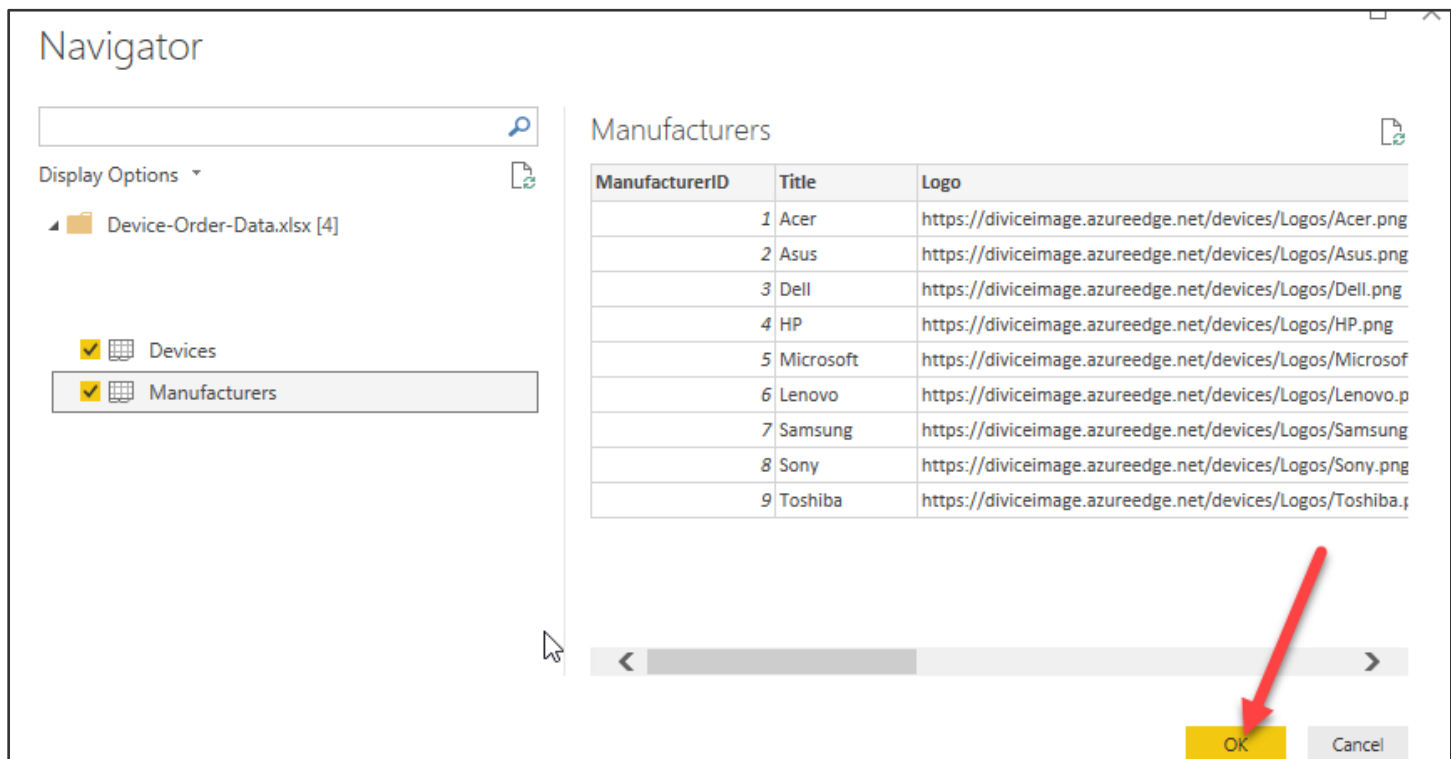 Navigator
Display Options
Device-Order-Data.xlsx [4]
Devices
Manufacturers
Manufacturers
ManufacturerID Title Logo
1 Acer https://diviceimage.azureedge.net/devices/Logos/Acer.png
2 Asus https://diviceimage.azureedge.net/devices/Logos/Asus.png
3 Dell https://diviceimage.azureedge.net/devices/Logos/Dell.png
4 HP https://diviceimage.azureedge.net/devices/Logos/HP.png
5 Microsoft https://diviceimage.azureedge.net/devices/Logos/Microsof
6 Lenovo https://diviceimage.azureedge.net/devices/Logos/Lenovo.p
7 Samsung https://diviceimage.azureedge.net/devices/Logos/Samsung
8 Sony https://diviceimage.azureedge.net/devices/Logos/Sony.png
9 Toshiba https://diviceimage.azureedge.net/devices/Logos/Toshiba.p
OK Cancel